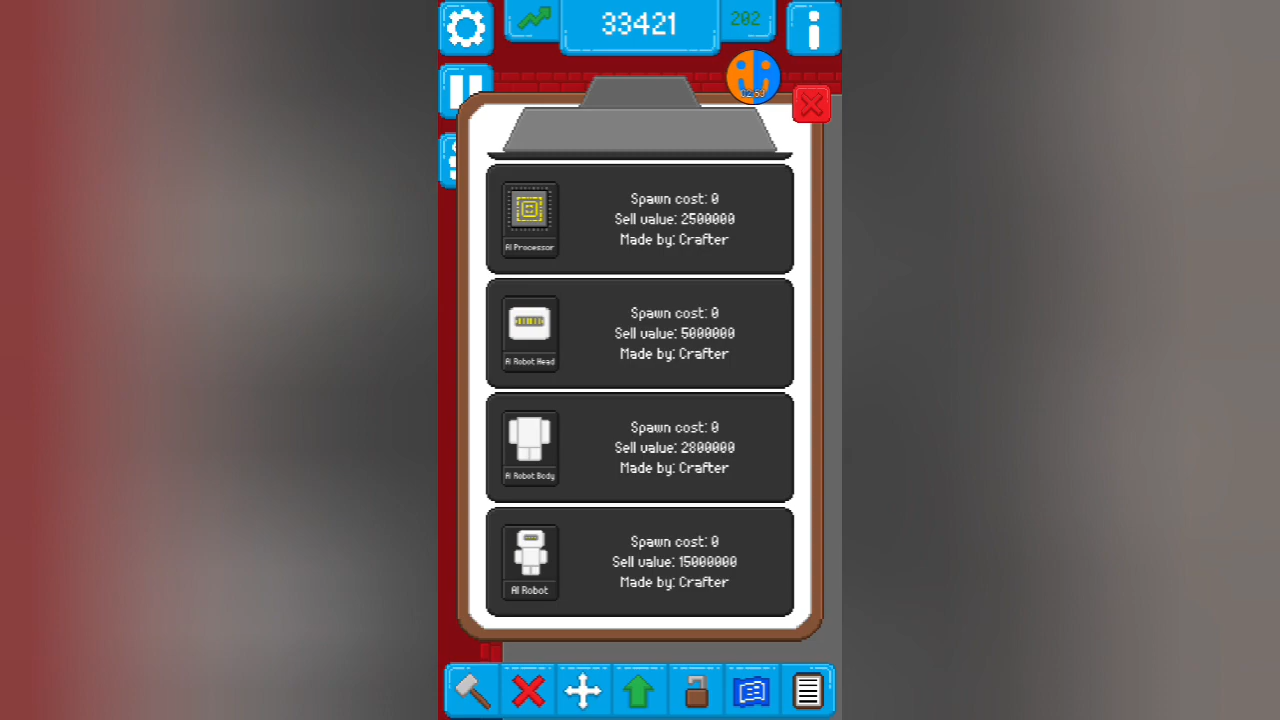 33421
202
02:53
AI Processor
Spawn cost: 0
Sell value: 2500000
Made by: Crafter
AI Robot Head
Spawn cost: 0
Sell value: 5000000
Made by: Crafter
AI Robot Body
Spawn cost: 0
Sell value: 2800000
Made by: Crafter
AI Robot
Spawn cost: 0
Sell value: 15000000
Made by: Crafter